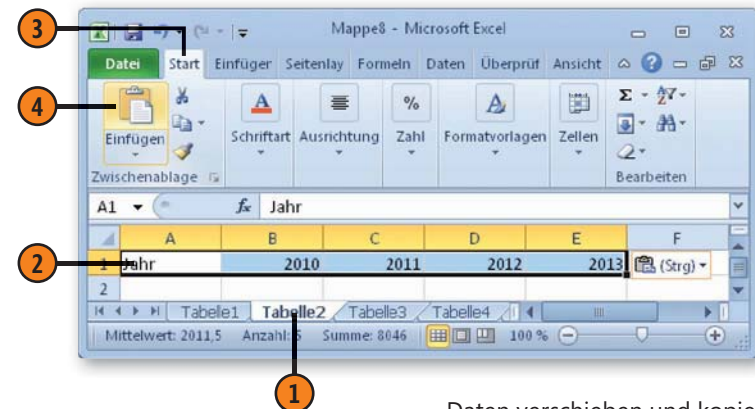 3
Mappe8 - Microsoft Excel
Datei Start Einfüger Seitenlay Formeln Daten Überprüf Ansicht
4
Einfügen Schriftart Ausrichtung Zahl Formatvorlagen Zellen
Zwischenablage Bearbeiten
A1 fx Jahr
A B C D E F
2
1 Jahr 2010 2011 2012 2013 (Strg)
2
Tabelle1 Tabelle2 Tabelle3 Tabelle4
Mittelwert: 2011,5 Anzahl: 5 Summe: 8046 100 %
1
Daten verschieben und kopie